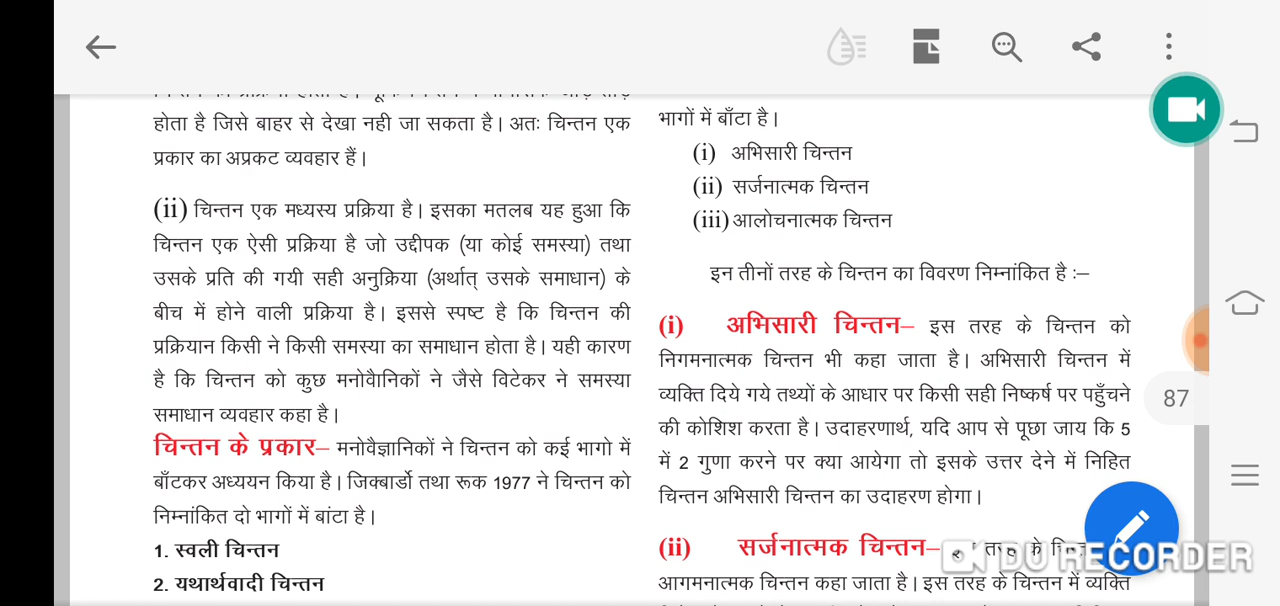 होता है जिसे बाहर से देखा नही जा सकता है। अतः चिन्तन एक
प्रकार का अप्रकट व्यवहार हैं।
(ii) चिन्तन एक मध्यस्य प्रक्रिया है। इसका मतलब यह हुआ कि
चिन्तन एक ऐसी प्रक्रिया है जो उद्दीपक (या कोई समस्या) तथा
उसके प्रति की गयी सही अनुक्रिया (अर्थात् उसके समाधान) के
बीच में होने वाली प्रक्रिया है। इससे स्पष्ट है कि चिन्तन की
प्रक्रियान किसी ने किसी समस्या का समाधान होता है। यही कारण
है कि चिन्तन को कुछ मनोवैानिकों ने जैसे विटेकर ने समस्या
समाधान व्यवहार कहा है।
चिन्तन के प्रकार– मनोवैज्ञानिकों ने चिन्तन को कई भागो में
बाँटकर अध्ययन किया है। जिक्बार्डो तथा रूक 1977 ने चिन्तन को
निम्नांकित दो भागों में बांटा है।
1. स्वली चिन्तन
2. यथार्थवादी चिन्तन
भागों में बाँटा है।
(i) अभिसारी चिन्तन
(ii) सर्जनात्मक चिन्तन
(iii) आलोचनात्मक चिन्तन
इन तीनों तरह के चिन्तन का विवरण निम्नांकित है :–
(i) अभिसारी चिन्तन– इस तरह के चिन्तन को
निगमनात्मक चिन्तन भी कहा जाता है। अभिसारी चिन्तन में
व्यक्ति दिये गये तथ्यों के आधार पर किसी सही निष्कर्ष पर पहुँचने
की कोशिश करता है। उदाहरणार्थ, यदि आप से पूछा जाय कि 5
में 2 गुणा करने पर क्या आयेगा तो इसके उत्तर देने में निहित
चिन्तन अभिसारी चिन्तन का उदाहरण होगा।
(ii) सर्जनात्मक चिन्तन– तरह के
आगमनात्मक चिन्तन कहा जाता है। इस तरह के चिन्तन में व्यक्ति
87
DU RECORDER